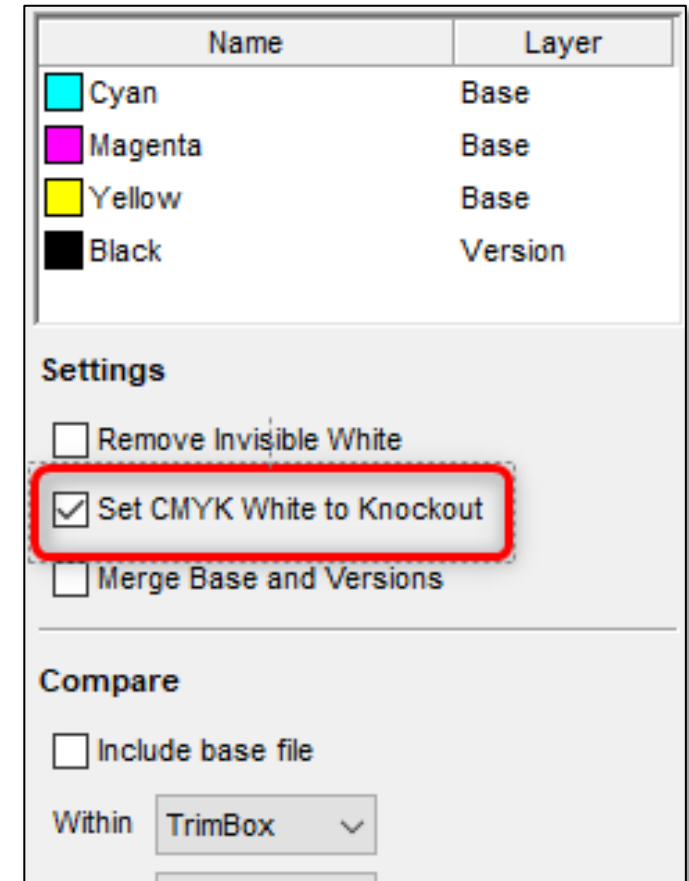 Name Layer
Cyan Base
Magenta Base
Yellow Base
Black Version
Settings
Remove Invisible White
Set CMYK White to Knockout
Merge Base and Versions
Compare
Include base file
Within TrimBox